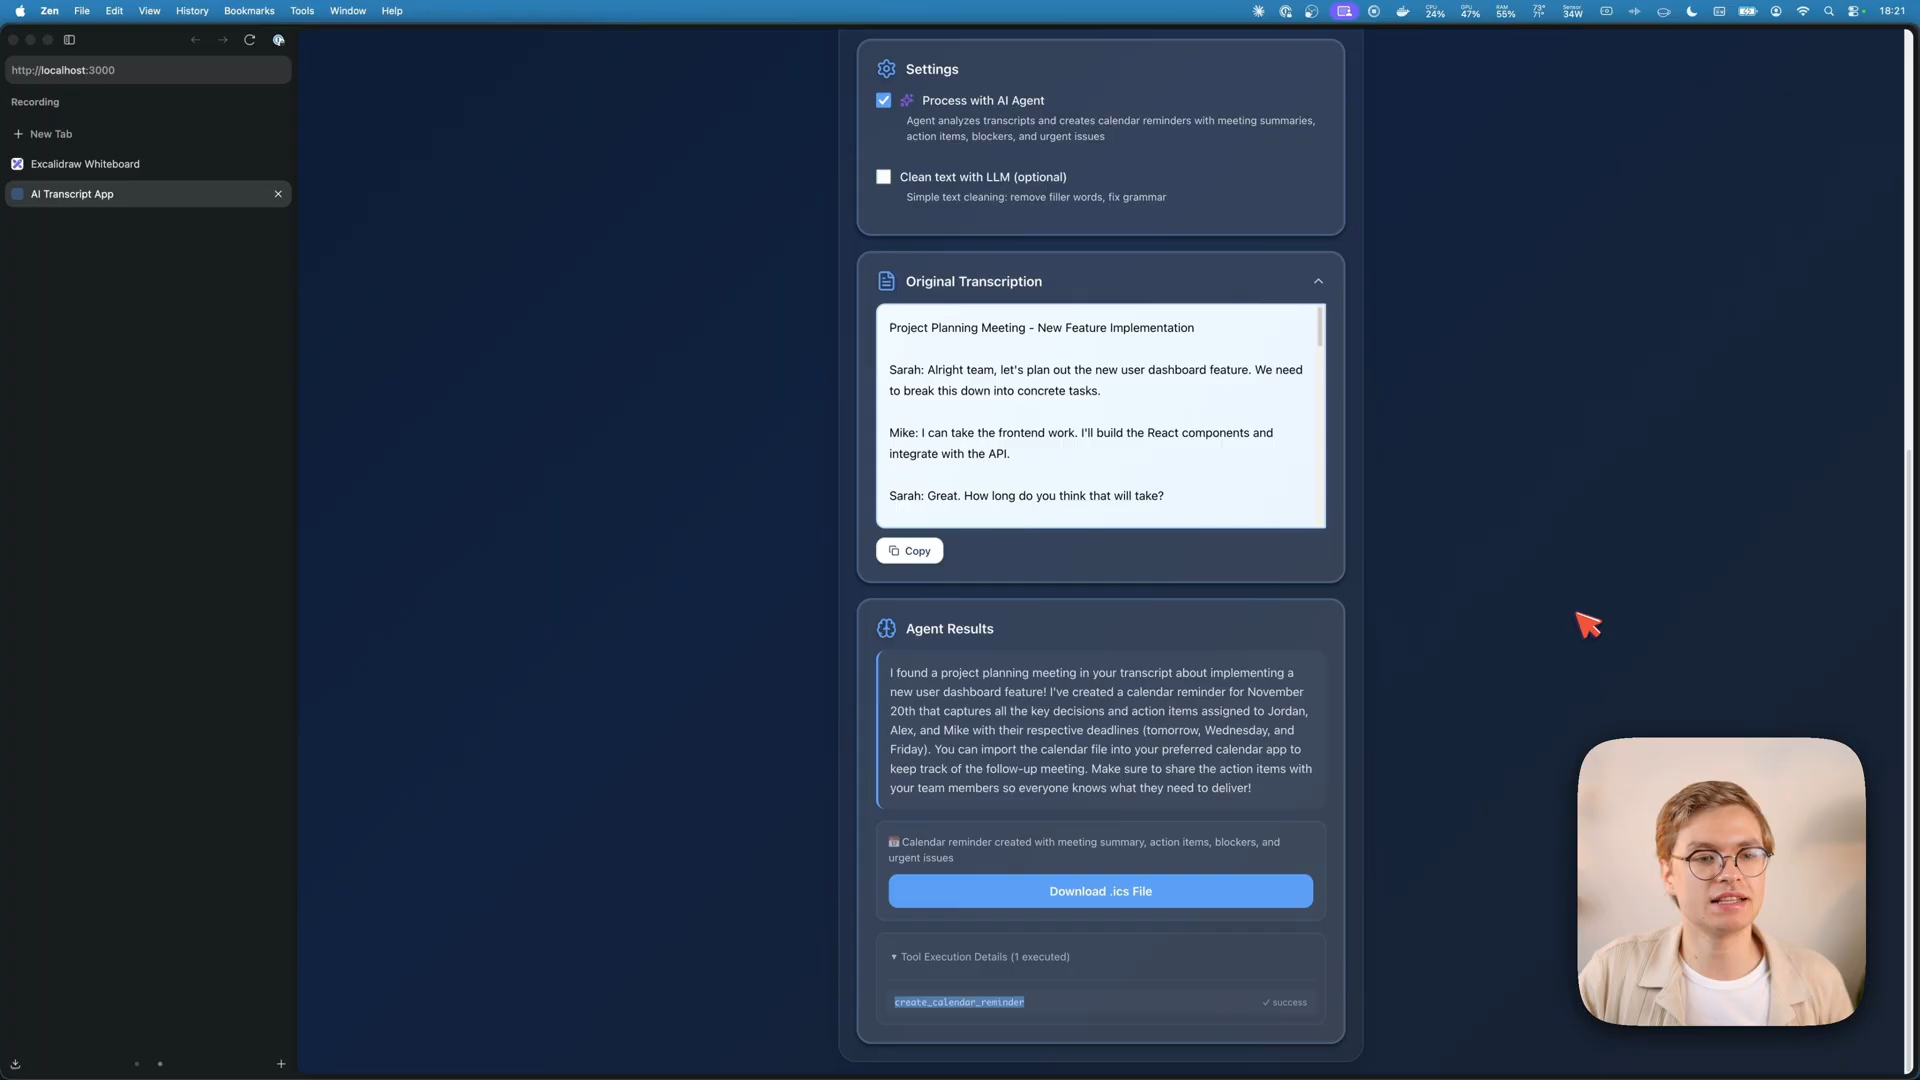 Zen File Edit View History Bookmarks Tools Window Help
CPU 24% GPU 47% RAM 55% 73° 71° Sensor 34W 18:21
http://localhost:3000
Recording
New Tab
Excalidraw Whiteboard
AI Transcript App
Settings
Process with AI Agent
Agent analyzes transcripts and creates calendar reminders with meeting summaries,
action items, blockers, and urgent issues
Clean text with LLM (optional)
Simple text cleaning: remove filler words, fix grammar
Original Transcription
Project Planning Meeting - New Feature Implementation
Sarah: Alright team, let's plan out the new user dashboard feature. We need
to break this down into concrete tasks.
Mike: I can take the frontend work. I'll build the React components and
integrate with the API.
Sarah: Great. How long do you think that will take?
Copy
Agent Results
I found a project planning meeting in your transcript about implementing a
new user dashboard feature! I've created a calendar reminder for November
20th that captures all the key decisions and action items assigned to Jordan,
Alex, and Mike with their respective deadlines (tomorrow, Wednesday, and
Friday). You can import the calendar file into your preferred calendar app to
keep track of the follow-up meeting. Make sure to share the action items with
your team members so everyone knows what they need to deliver!
Calendar reminder created with meeting summary, action items, blockers, and
urgent issues
Download .ics File
▼ Tool Execution Details (1 executed)
create_calendar_reminder ✓ success